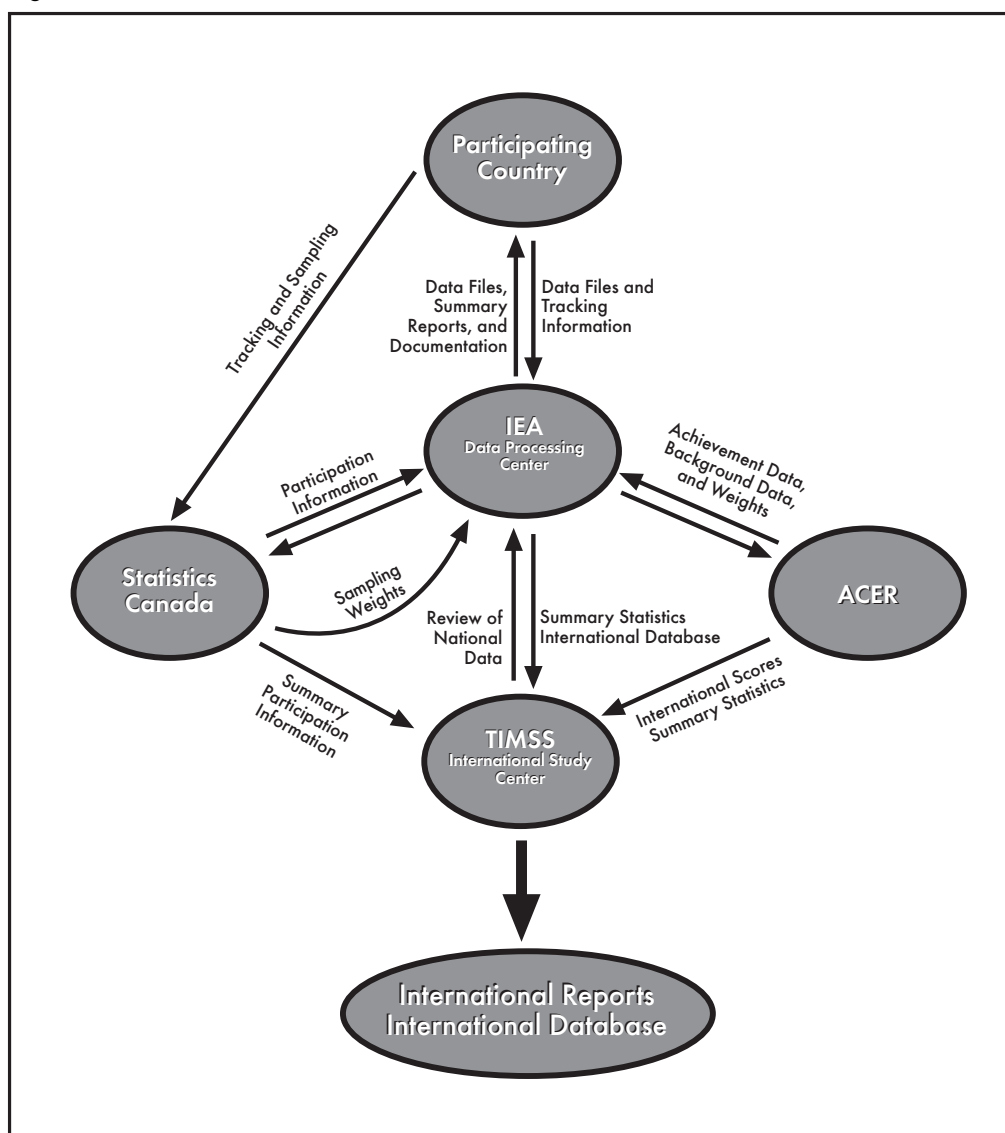 Participating
Country
Tracking and Sampling
Information
Data Files,
Summary
Reports, and
Documentation
Data Files and
Tracking
Information
IEA
Data Processing
Center
Participation
Information
Achievement Data,
Background Data,
and Weights
Statistics
Canada
Sampling
Weights
Review of
National
Data
Summary Statistics
International Database
ACER
Summary
Participation
Information
International Scores
Summary Statistics
TIMSS
International Study
Center
International Reports
International Database